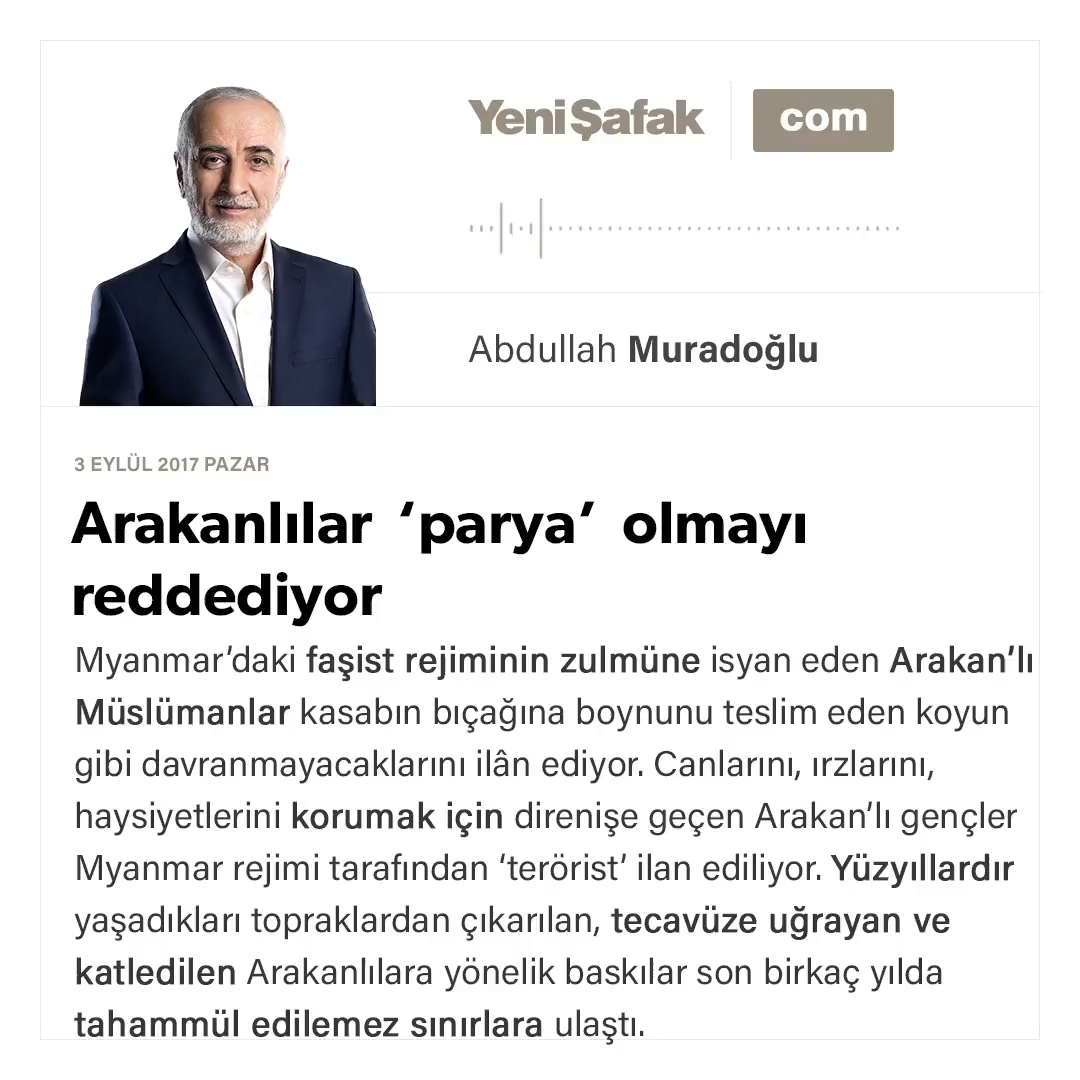 YeniŞafak com
Abdullah Muradoğlu
3 EYLÜL 2017 PAZAR
Arakanlılar ‘parya’ olmayı
reddediyor
Myanmar’daki faşist rejiminin zulmüne isyan eden Arakan’lı
Müslümanlar kasabın bıçağına boynunu teslim eden koyun
gibi davranmayacaklarını ilân ediyor. Canlarını, ırzlarını,
haysiyetlerini korumak için direnişe geçen Arakan’lı gençler
Myanmar rejimi tarafından ‘terörist’ ilan ediliyor. Yüzyıllardır
yaşadıkları topraklardan çıkarılan, tecavüze uğrayan ve
katledilen Arakanlılara yönelik baskılar son birkaç yılda
tahammül edilemez sınırlara ulaştı.